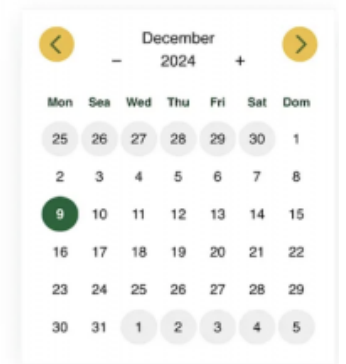 December
− 2024 +
Mon Sea Wed Thu Fri Sat Dom
25 26 27 28 29 30 1
2 3 4 5 6 7 8
9 10 11 12 13 14 15
16 17 18 19 20 21 22
23 24 25 26 27 28 29
30 31 1 2 3 4 5